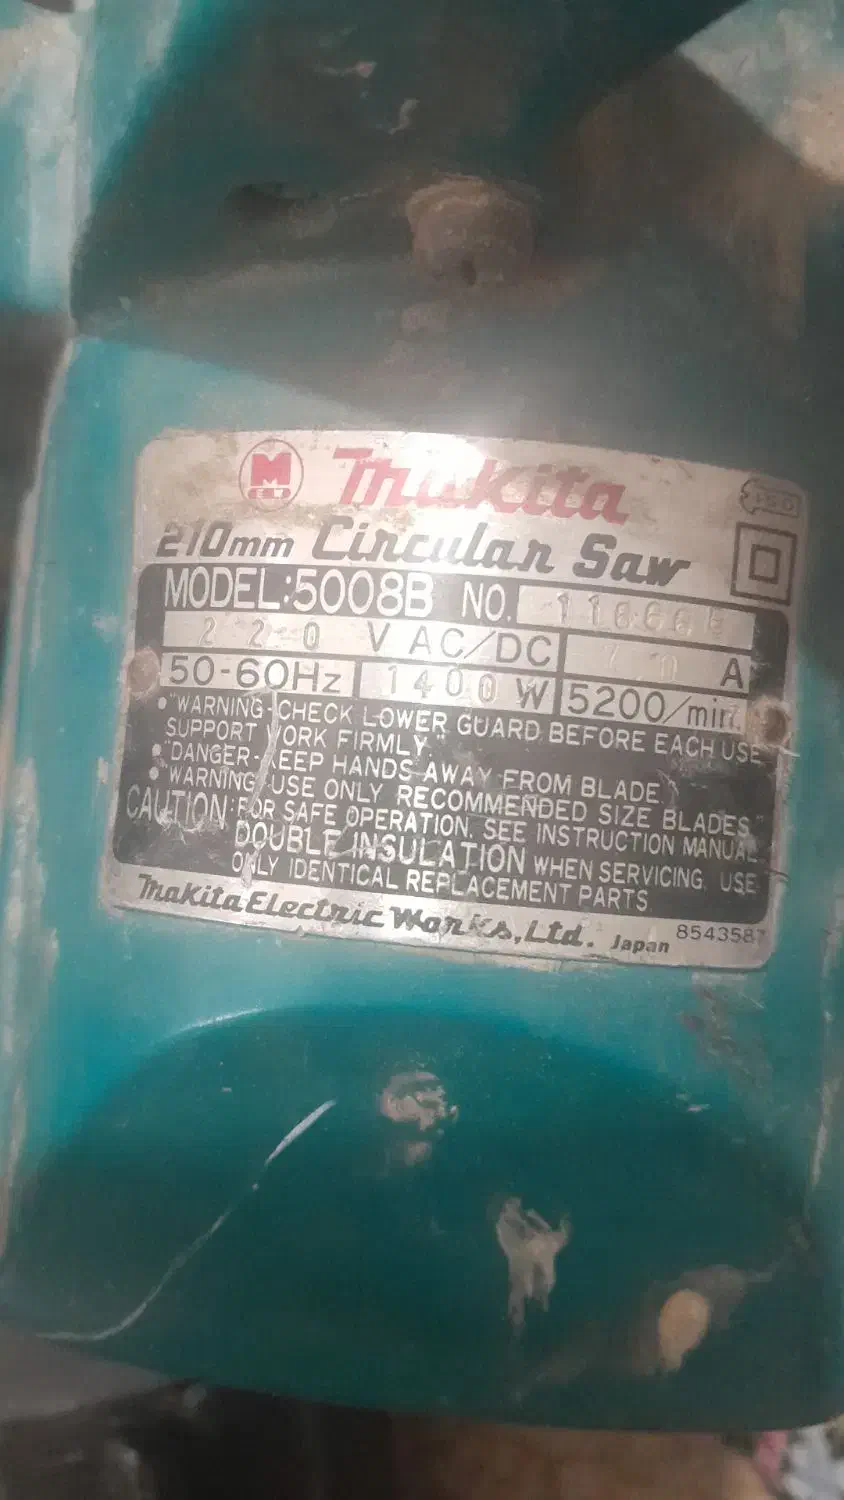 M
Makita
210mm Circular Saw
MODEL:5008B NO.
220 V AC/DC 7.0 A
50-60Hz 1400 W 5200/min.
•"WARNING-CHECK LOWER GUARD BEFORE EACH USE
SUPPORT WORK FIRMLY"
•"DANGER-KEEP HANDS AWAY FROM BLADE."
•"WARNING-USE ONLY RECOMMENDED SIZE BLADES"
CAUTION:FOR SAFE OPERATION. SEE INSTRUCTION MANUAL
DOUBLE INSULATION WHEN SERVICING. USE
ONLY IDENTICAL REPLACEMENT PARTS.
Makita Electric Works, Ltd. Japan 8543587